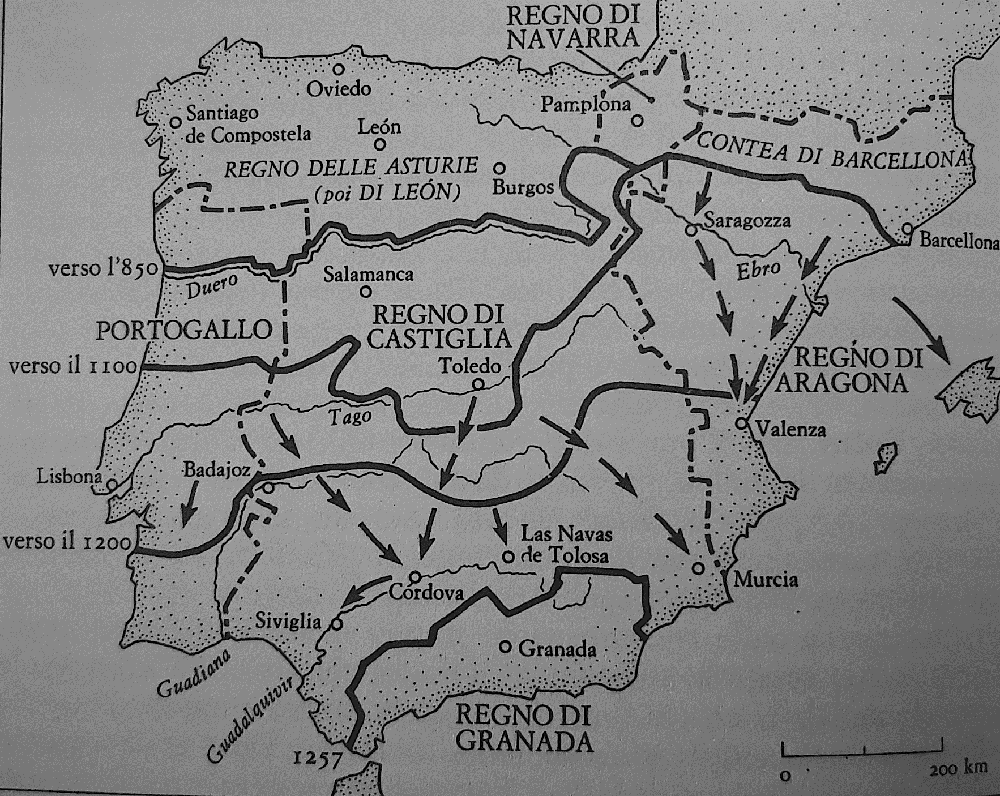 REGNO DI
NAVARRA
Oviedo
Pamplona
Santiago
de Compostela
León
CONTEA DI BARCELLONA
REGNO DELLE ASTURIE
(poi DI LEÓN)
Burgos
Saragozza
Barcellona
verso l'850
Duero
Salamanca
Ebro
PORTOGALLO
REGNO DI
CASTIGLIA
verso il 1100
Toledo
REGNO DI
ARAGONA
Tago
Valenza
Lisbona
Badajoz
verso il 1200
Las Navas
de Tolosa
Murcia
Córdova
Siviglia
Granada
Guadiana
Guadalquivir
REGNO DI
GRANADA
1257
0
200 km